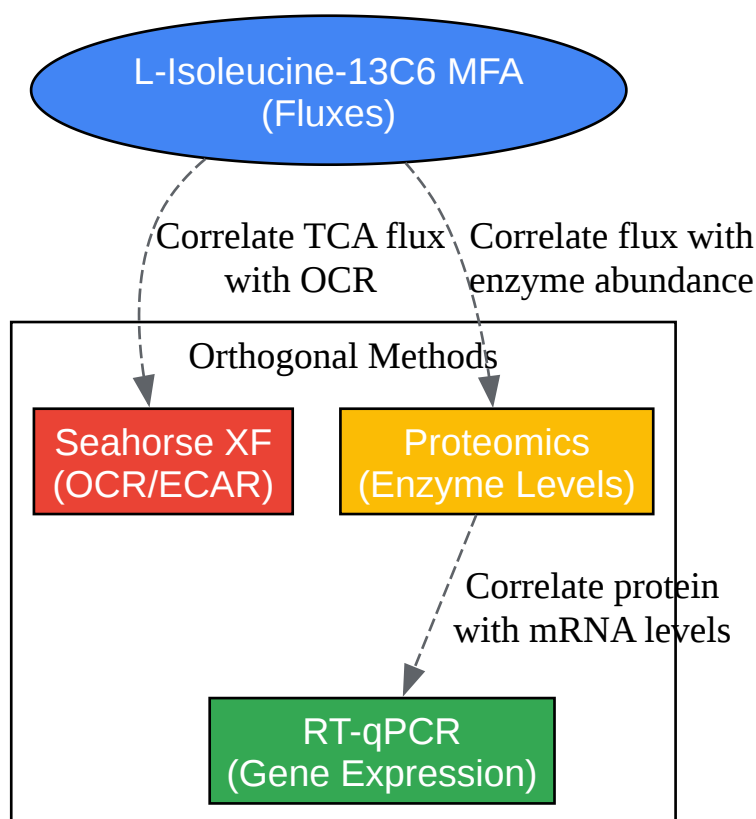 L-Isoleucine-13C6 MFA
(Fluxes)
Correlate TCA flux
with OCR
Correlate flux with
enzyme abundance
Orthogonal Methods
Seahorse XF
(OCR/ECAR)
Proteomics
(Enzyme Levels)
Correlate protein
with mRNA levels
RT-qPCR
(Gene Expression)